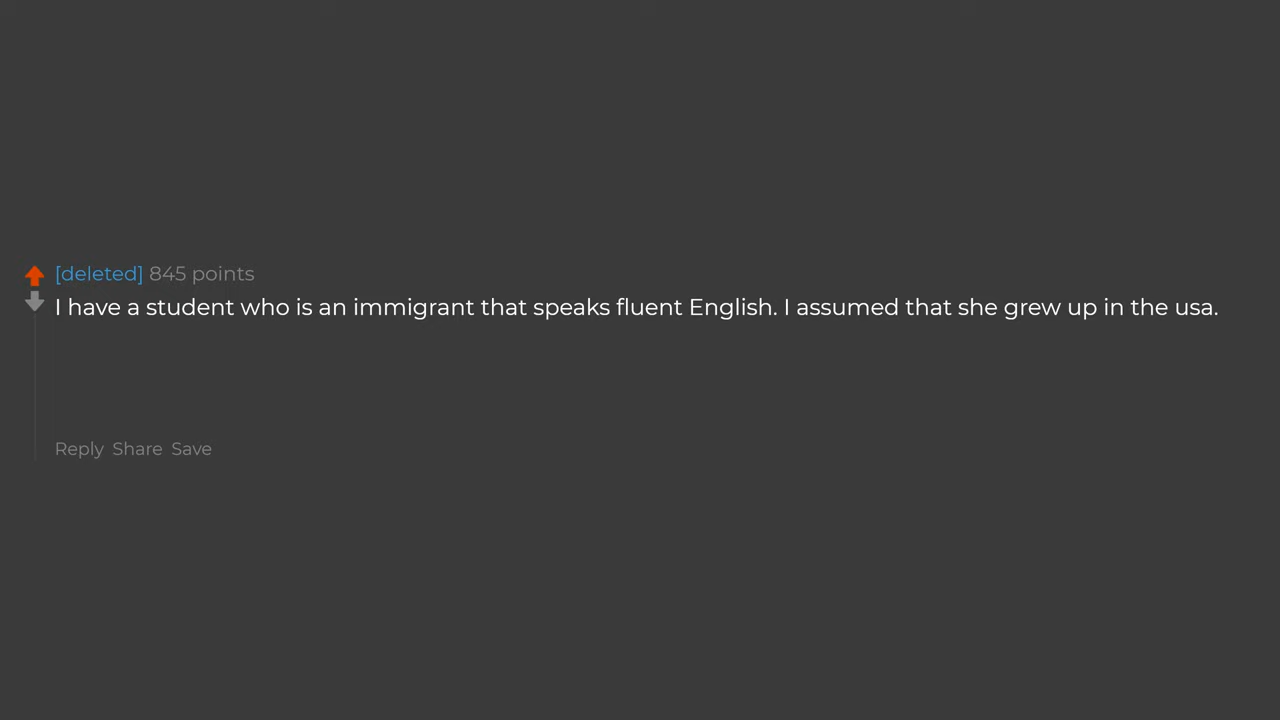 [deleted] 845 points
I have a student who is an immigrant that speaks fluent English. I assumed that she grew up in the usa.
Reply Share Save